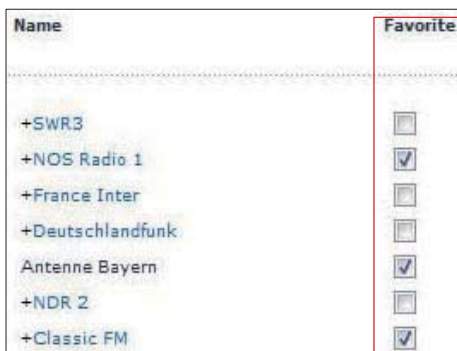 Name Favorite
+SWR3
+NOS Radio 1
+France Inter
+Deutschlandfunk
Antenne Bayern
+NDR 2
+Classic FM